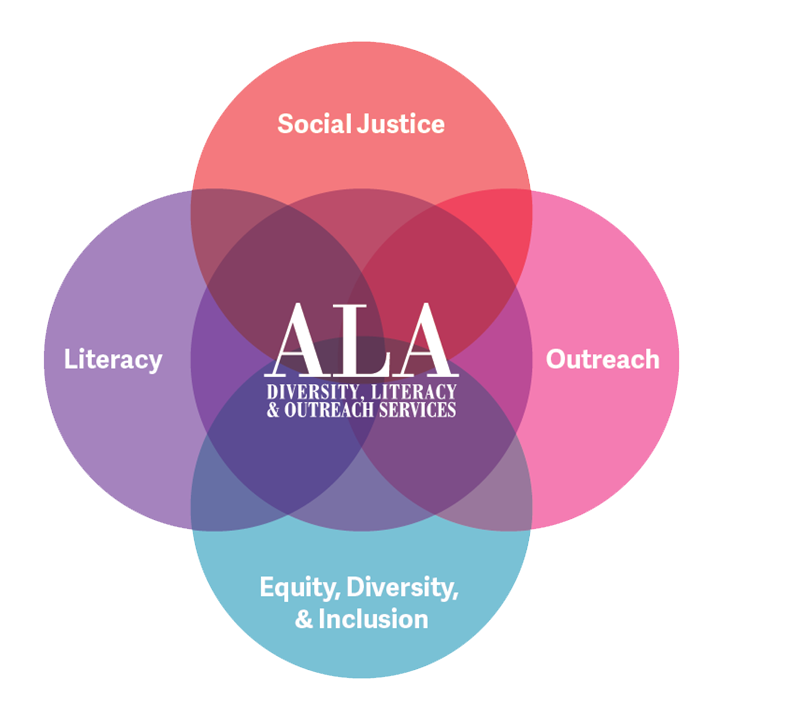 Social Justice
Literacy
ALA
DIVERSITY, LITERACY
& OUTREACH SERVICES
Outreach
Equity, Diversity,
& Inclusion